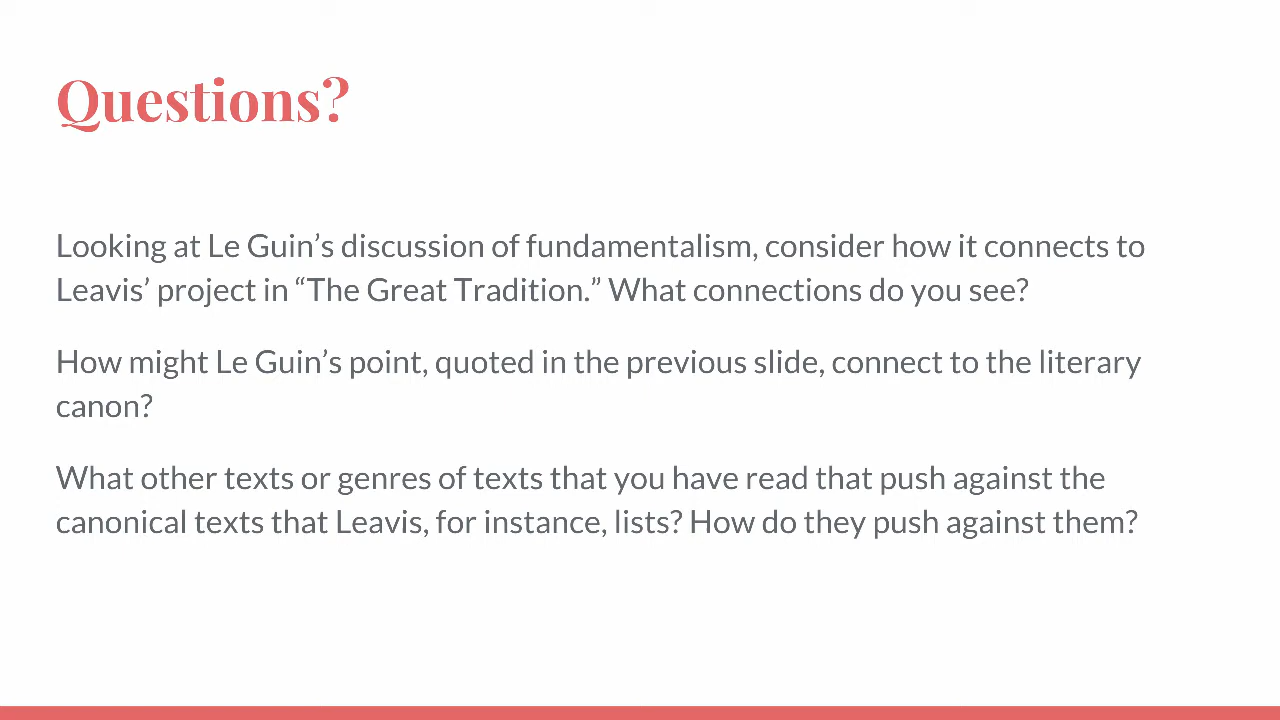 Questions?
Looking at Le Guin’s discussion of fundamentalism, consider how it connects to
Leavis’ project in “The Great Tradition.” What connections do you see?
How might Le Guin’s point, quoted in the previous slide, connect to the literary
canon?
What other texts or genres of texts that you have read that push against the
canonical texts that Leavis, for instance, lists? How do they push against them?